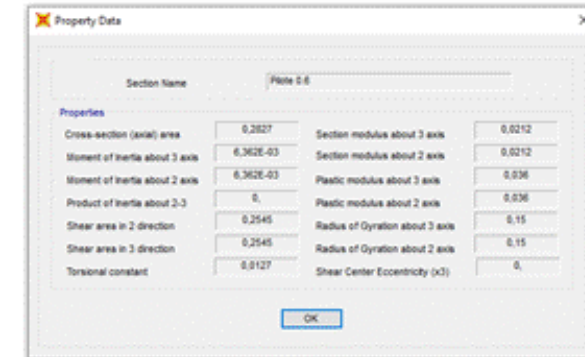 Property Data
Section Name
Pilote 0.6
Properties
Cross-section (axial) area 0,2827
Section modulus about 3 axis 0,0212
Moment of Inertia about 3 axis 6,362E-03
Section modulus about 2 axis 0,0212
Moment of Inertia about 2 axis 6,362E-03
Plastic modulus about 3 axis 0,036
Product of Inertia about 2-3 0,
Plastic modulus about 2 axis 0,036
Shear area in 2 direction 0,2545
Radius of Gyration about 3 axis 0,15
Shear area in 3 direction 0,2545
Radius of Gyration about 2 axis 0,15
Torsional constant 0,0127
Shear Center Eccentricity (x3) 0,
OK